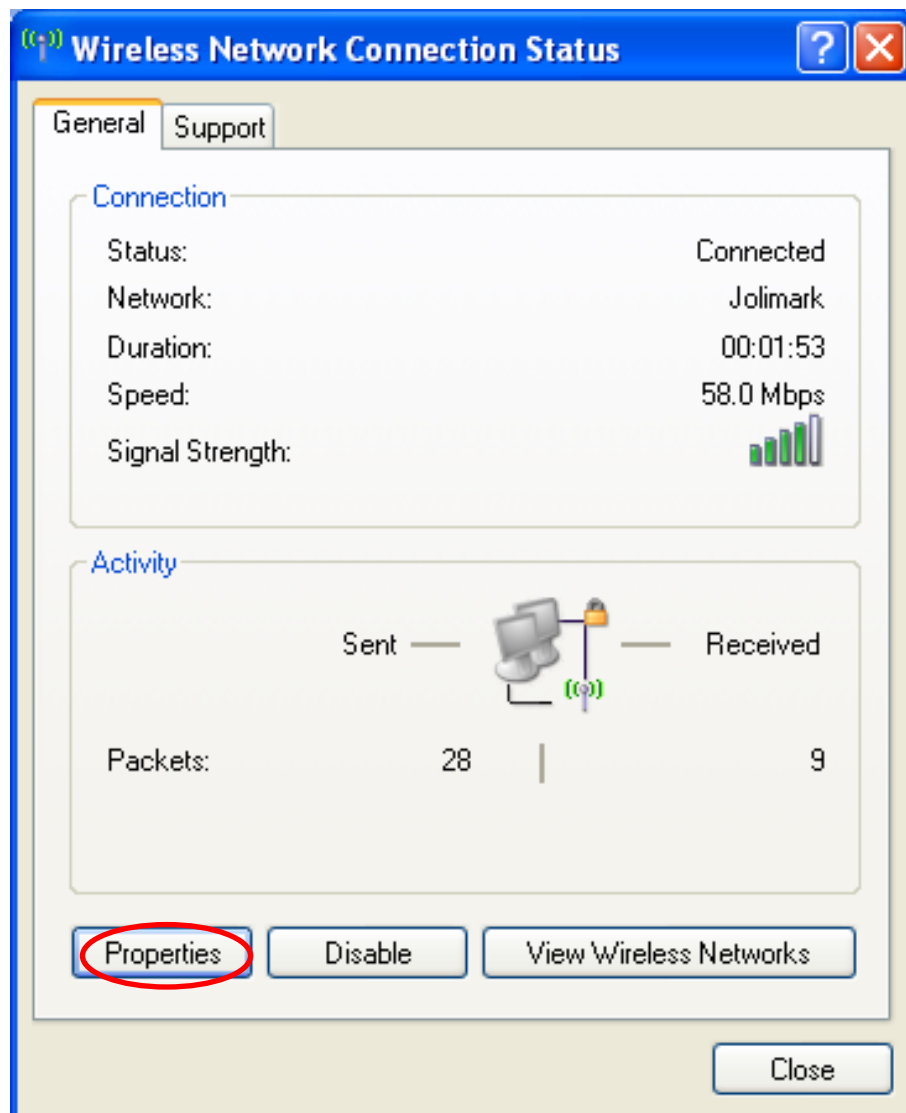 Wireless Network Connection Status
General Support
Connection
Status: Connected
Network: Jolimark
Duration: 00:01:53
Speed: 58.0 Mbps
Signal Strength:
Activity
Sent Received
Packets: 28 9
Properties Disable View Wireless Networks
Close